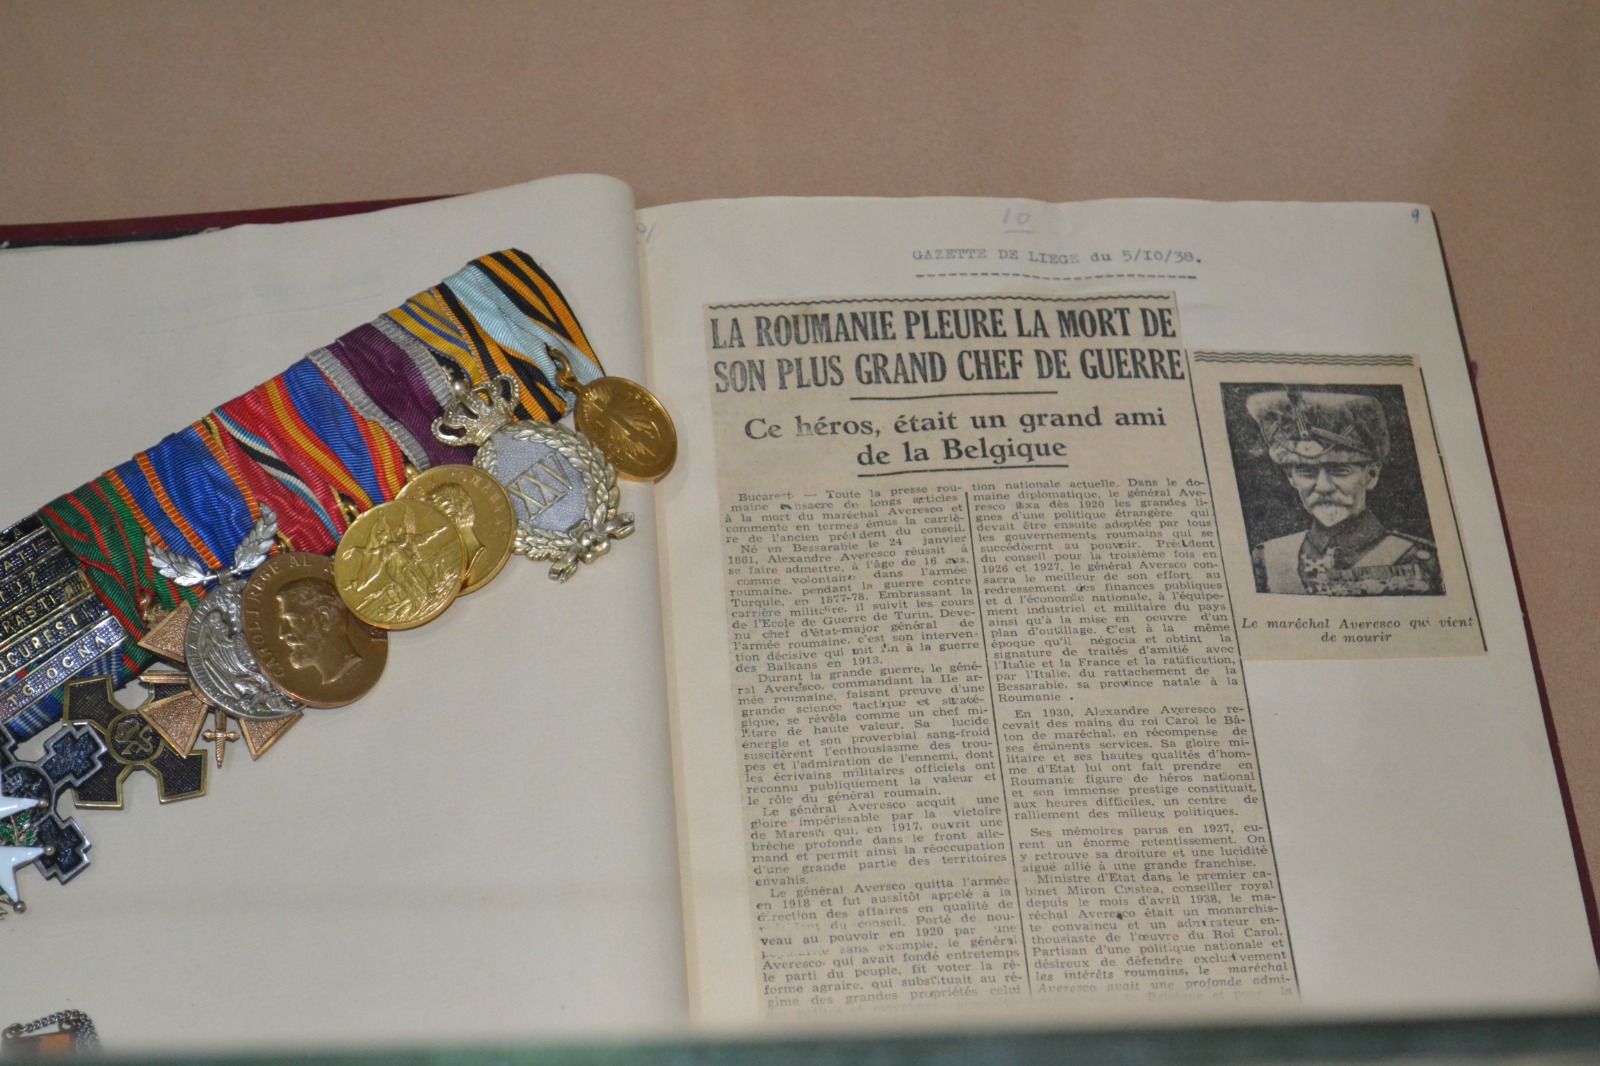 10
9
GAZETTE DE LIEGE du 5/10/38.
LA ROUMANIE PLEURE LA MORT DE
SON PLUS GRAND CHEF DE GUERRE
Ce héros, était un grand ami
de la Belgique
Bucarest — Toute la presse rou-
maine consacre de longs articles
à la mort du maréchal Averesco et
commente en termes émus la carriè-
re de l'ancien président du conseil.
Né en Bessarabie le 24 janvier
1861, Alexandre Averesco réussit à
se faire admettre, à l'âge de 16 ans,
comme volontaire dans l'armée
roumaine, pendant la guerre contre
Turquie, en 1877-78. Embrassant la
carrière militaire, il suivit les cours
de l'Ecole de Guerre de Turin. Deve-
nu chef d'état-major général de
l'armée roumaine, c'est son interven-
tion décisive qui mit fin à la guerre
des Balkans en 1913.
Durant la grande guerre, le géné-
ral Averesco, commandant la IIe ar-
mée roumaine, faisant preuve d'une
grande science tactique et straté-
gique, se révéla comme un chef mi-
litare de haute valeur. Sa lucide
énergie et son proverbial sang-froid
suscitèrent l'enthousiasme des trou-
pes et l'admiration de l'ennemi, dont
les écrivains militaires officiels ont
reconnu publiquement la valeur et
le rôle du général roumain.
Le général Averesco acquit une
gloire impérissable par la victoire
de Maresti qui, en 1917, ouvrit une
brèche profonde dans le front alle-
mand et permit ainsi la réoccupation
d'une grande partie des territoires
envahis.
Le général Aversco quitta l'armée
en 1918 et fut aussitôt appelé à la
direction des affaires en qualité de
du conseil. Porté de nou-
veau au pouvoir en 1920 par une
sans exemple, le général
Averesco qui avait fondé entretemps
le parti du peuple, fit voter la ré-
forme agraire, qui substituait au ré-
gime des grandes propriétés celui
tion nationale actuelle. Dans le do-
maine diplomatique, le général Ave-
resco fixa dès 1920 les grandes li-
gnes d'une politique étrangère qui
devait être ensuite adoptée par tous
les gouvernements roumains qui se
succédèrent au pouvoir. Président
du conseil pour la troisième fois en
1926 et 1927, le général Aversco con-
sacra le meilleur de son effort au
redressement des finances publiques
et d l'économie nationale, à l'équipe-
ment industriel et militaire du pays
ainsi qu'à la mise en oeuvre d'un
plan d'outillage. C'est à la même
époque qu'il négocia et obtint la
signature de traités d'amitié avec
l'Italie et la France et la ratification,
par l'Italie, du rattachement de la
Bessarabie, sa province natale à la
Roumanie.
En 1930, Alexandre Averesco re-
cevait des mains du roi Carol le Bâ-
ton de maréchal, en récompense de
ses éminents services. Sa gloire mi-
litaire et ses hautes qualités d'hom-
me d'Etat lui ont fait prendre en
Roumanie figure de héros national
et son immense prestige constituait,
aux heures difficiles, un centre de
ralliement des milieux politiques.
Ses mémoires parus en 1937, eu-
rent un énorme retentissement. On
y retrouve sa droiture et une lucidité
aiguë allié à une grande franchise.
Ministre d'Etat dans le premier ca-
binet Miron Cristea, conseiller royal
depuis le mois d'avril 1938, le ma-
réchal Averesco était un monarchis-
te convaincu et un admirateur en-
thousiaste de l'œuvre du Roi Carol.
Partisan d'une politique nationale et
désireux de défendre exclusivement
les intérêts roumains, le maréchal
Averesco avait une profonde admi-
Le maréchal Averesco qui vient
de mourir
XXV
CAROL I REGE AL
BUCURESTI
GOGNA